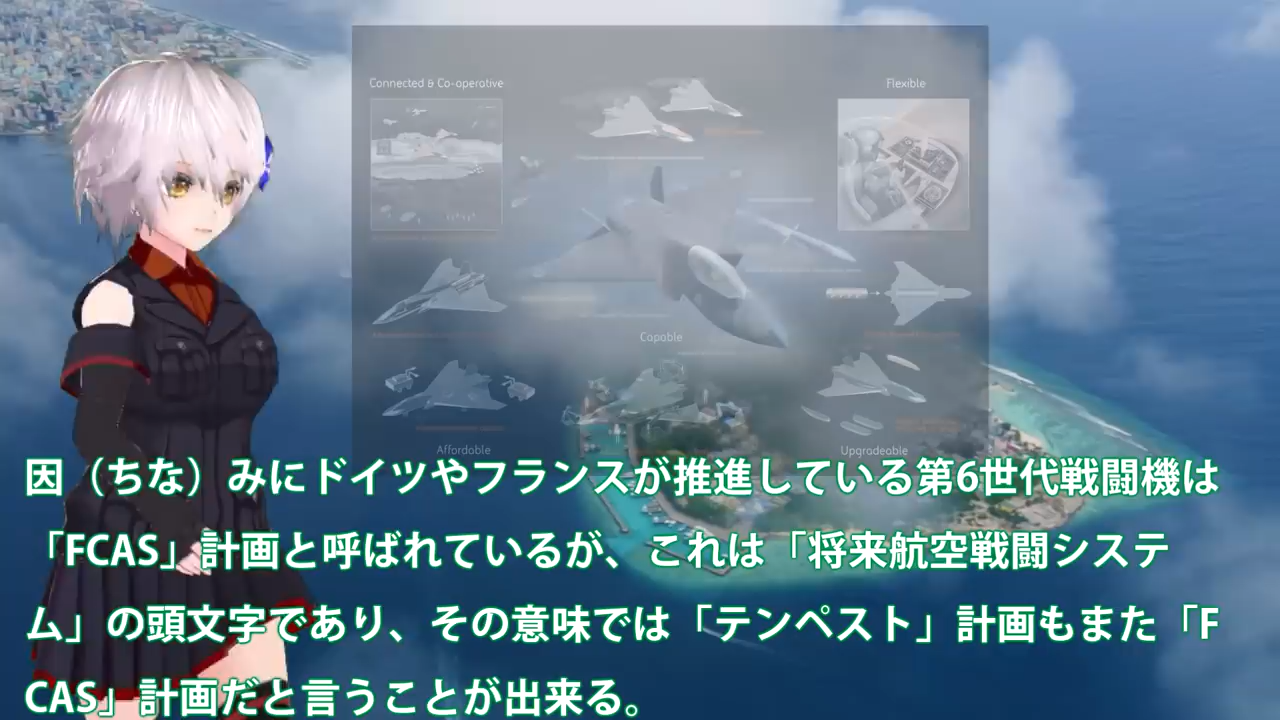 Connected & Co-operative
Flexible
Capable
Affordable
Upgradeable
因（ちな）みにドイツやフランスが推進している第6世代戦闘機は
「FCAS」計画と呼ばれているが、これは「将来航空戦闘システ
ム」の頭文字であり、その意味では「テンペスト」計画もまた「F
CAS」計画だと言うことが出来る。